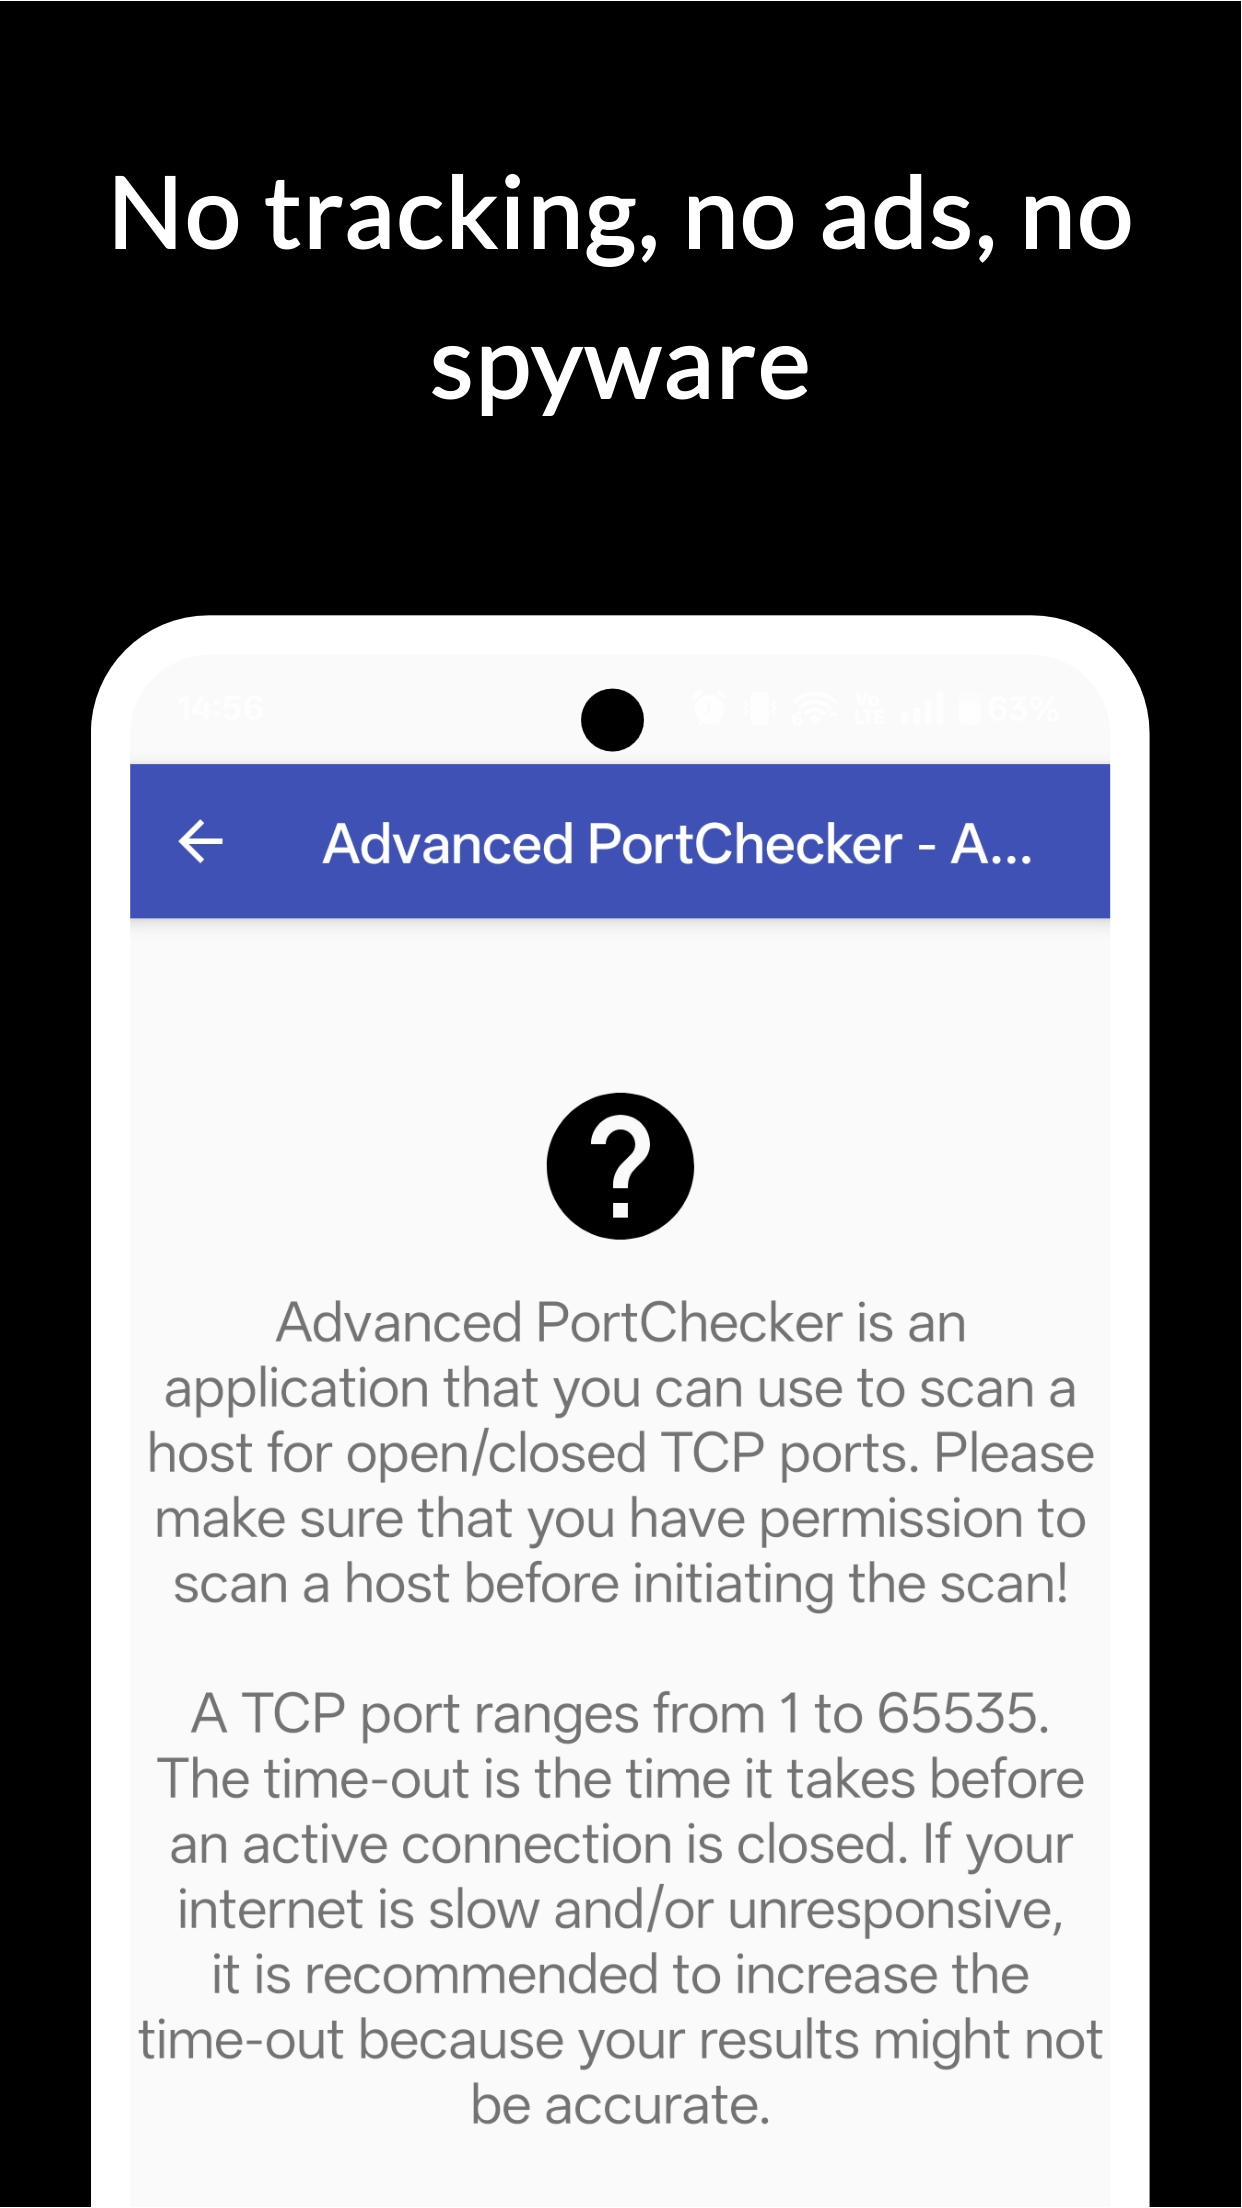 No tracking, no ads, no
spyware
14:56
Vo
LTE
63%
Advanced PortChecker - A...
?
Advanced PortChecker is an
application that you can use to scan a
host for open/closed TCP ports. Please
make sure that you have permission to
scan a host before initiating the scan!
A TCP port ranges from 1 to 65535.
The time-out is the time it takes before
an active connection is closed. If your
internet is slow and/or unresponsive,
it is recommended to increase the
time-out because your results might not
be accurate.